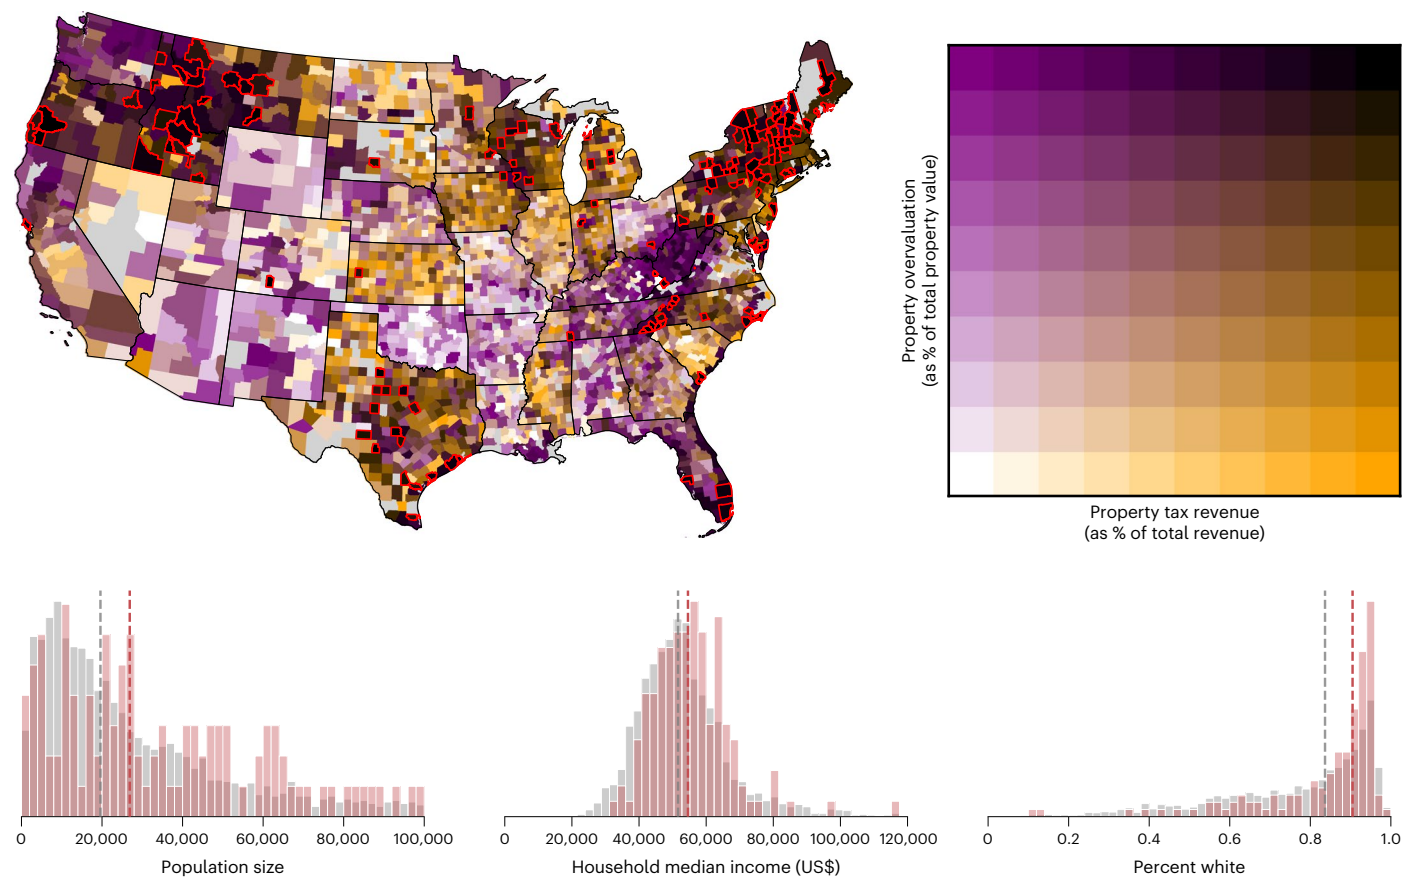 Property overvaluation
(as % of total property value)
Property tax revenue
(as % of total revenue)
0 20,000 40,000 60,000 80,000 100,000
Population size
0 20,000 40,000 60,000 80,000 100,000 120,000
Household median income (US$)
0 0.2 0.4 0.6 0.8 1.0
Percent white